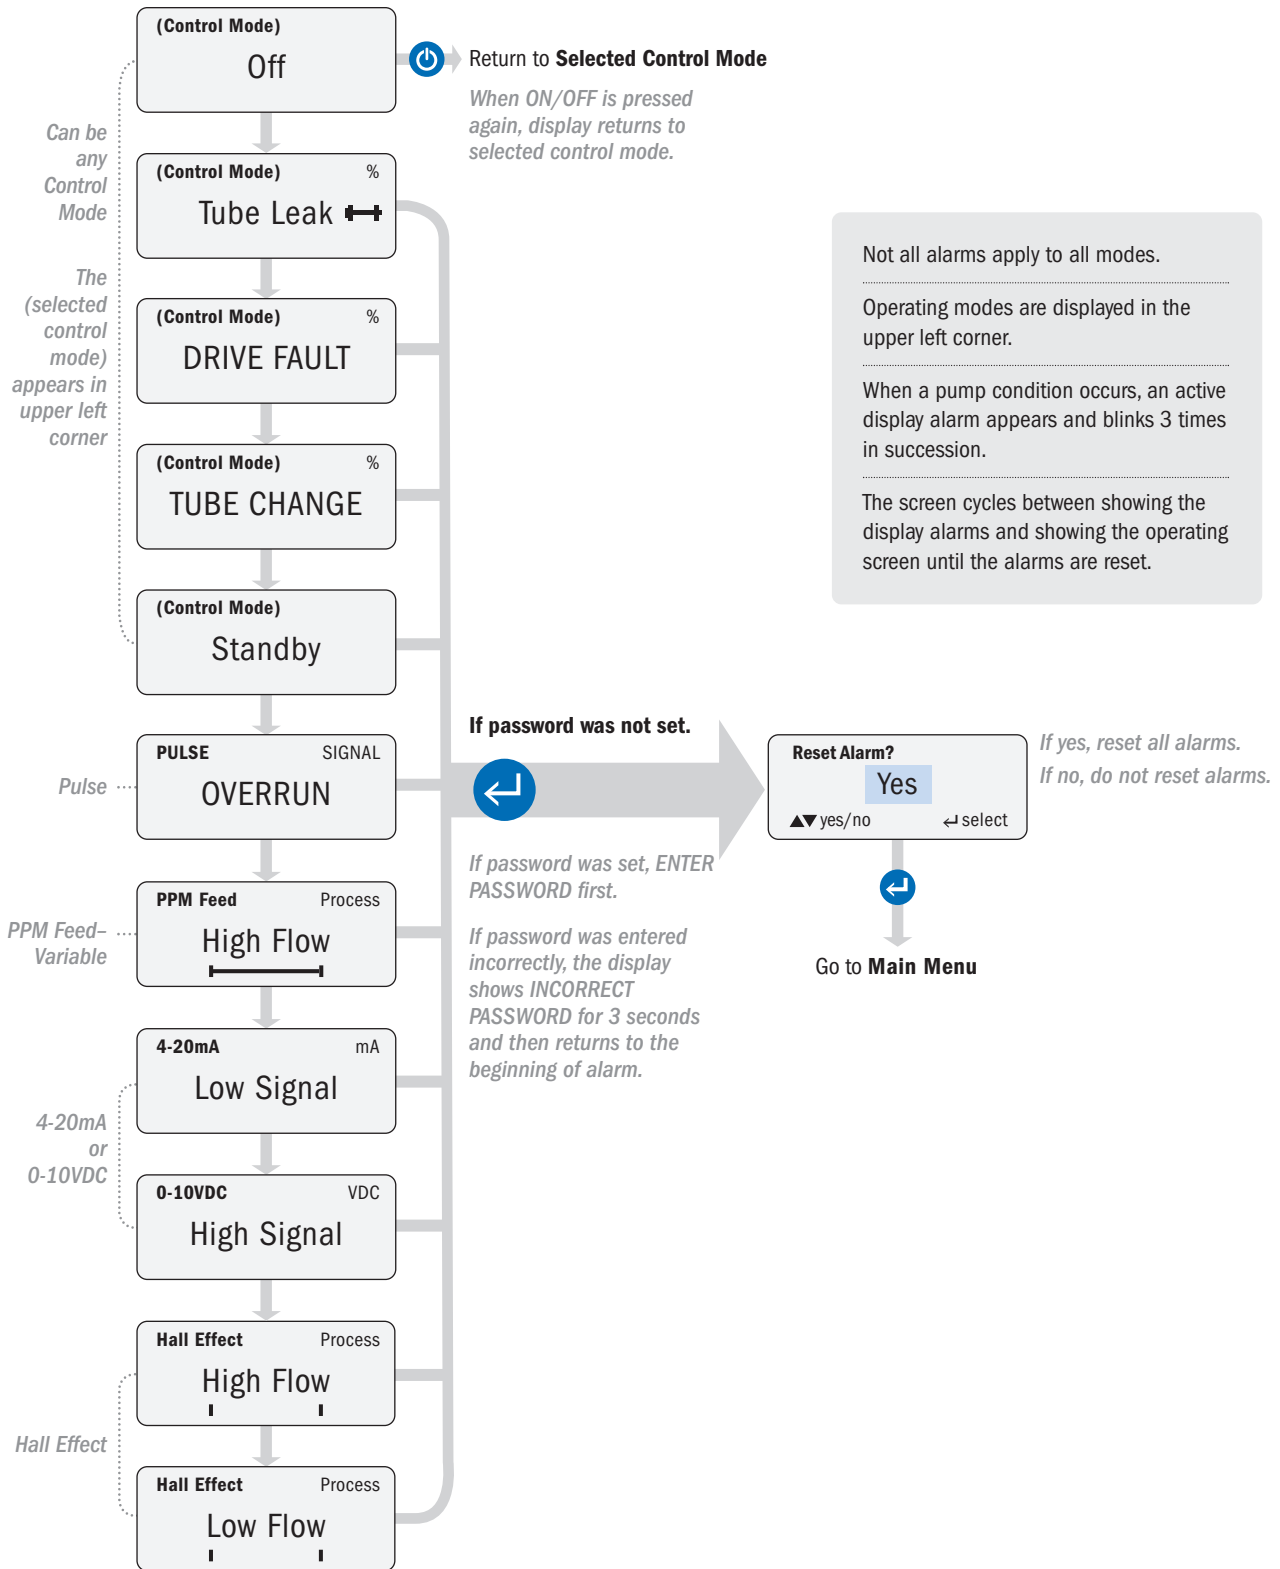 (Control Mode)
Off
Return to Selected Control Mode
When ON/OFF is pressed
again, display returns to
selected control mode.
Can be
any
Control
Mode
The
(selected
control
mode)
appears in
upper left
corner
(Control Mode) %
Tube Leak
(Control Mode) %
DRIVE FAULT
(Control Mode) %
TUBE CHANGE
(Control Mode)
Standby
Not all alarms apply to all modes.
Operating modes are displayed in the
upper left corner.
When a pump condition occurs, an active
display alarm appears and blinks 3 times
in succession.
The screen cycles between showing the
display alarms and showing the operating
screen until the alarms are reset.
Pulse
PULSE SIGNAL
OVERRUN
PPM Feed–
Variable
PPM Feed Process
High Flow
4-20mA
or
0-10VDC
4-20mA mA
Low Signal
0-10VDC VDC
High Signal
Hall Effect
Hall Effect Process
High Flow
Hall Effect Process
Low Flow
If password was not set.
If password was set, ENTER
PASSWORD first.
If password was entered
incorrectly, the display
shows INCORRECT
PASSWORD for 3 seconds
and then returns to the
beginning of alarm.
Reset Alarm?
Yes
▲▼ yes/no ↵ select
If yes, reset all alarms.
If no, do not reset alarms.
Go to Main Menu